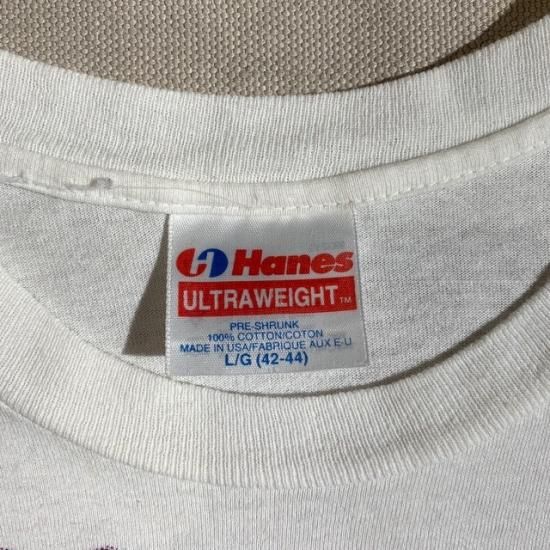 Hanes
ULTRAWEIGHT™
PRE-SHRUNK
100% COTTON/COTON
MADE IN USA/FABRIQUE AUX E-U
L/G (42-44)